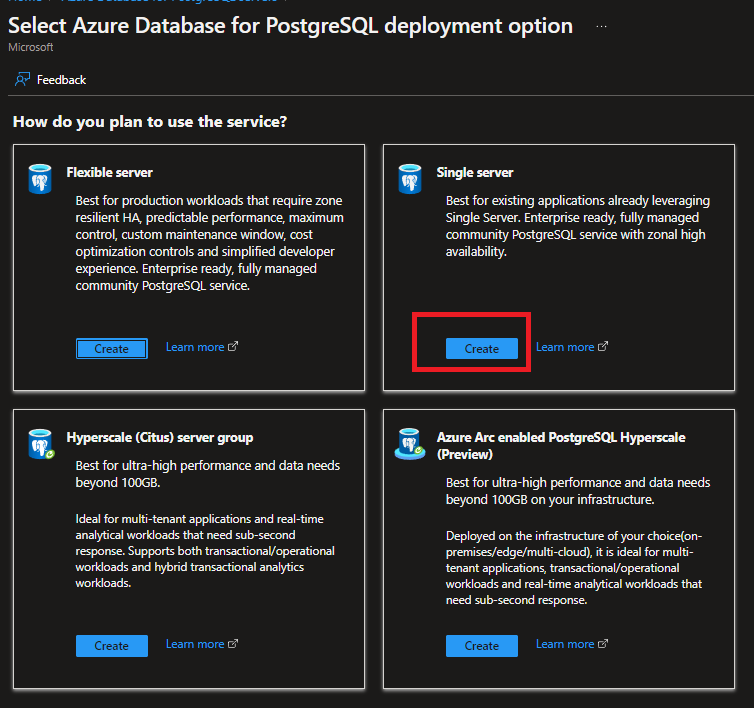 Select Azure Database for PostgreSQL deployment option ...
Microsoft
Feedback
How do you plan to use the service?
Flexible server
Best for production workloads that require zone
resilient HA, predictable performance, maximum
control, custom maintenance window, cost
optimization controls and simplified developer
experience. Enterprise ready, fully managed
community PostgreSQL service.
Create
Learn more
Single server
Best for existing applications already leveraging
Single Server. Enterprise ready, fully managed
community PostgreSQL service with zonal high
availability.
Create
Learn more
Hyperscale (Citus) server group
Best for ultra-high performance and data needs
beyond 100GB.
Ideal for multi-tenant applications and real-time
analytical workloads that need sub-second
response. Supports both transactional/operational
workloads and hybrid transactional analytics
workloads.
Create
Learn more
Azure Arc enabled PostgreSQL Hyperscale
(Preview)
Best for ultra-high performance and data needs
beyond 100GB on your infrastructure.
Deployed on the infrastructure of your choice(on-
premises/edge/multi-cloud), it is ideal for multi-
tenant applications, transactional/operational
workloads and real-time analytical workloads that
need sub-second response.
Create
Learn more